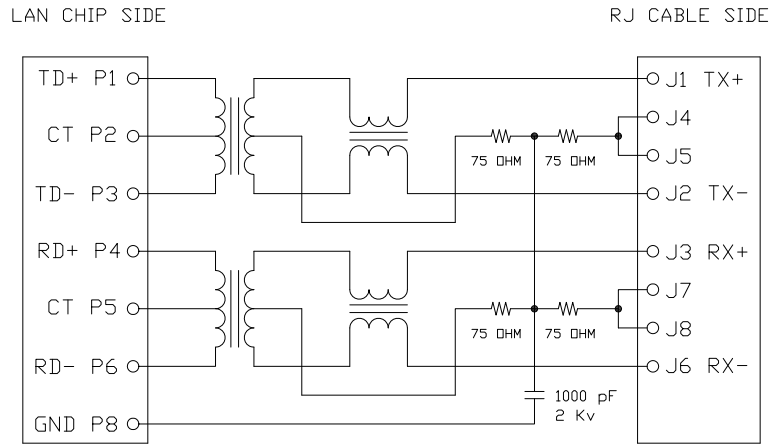 LAN CHIP SIDE
RJ CABLE SIDE
TD+ P1
J1 TX+
J4
CT P2
75 OHM
75 OHM
J5
TD- P3
J2 TX-
RD+ P4
J3 RX+
J7
CT P5
75 OHM
75 OHM
J8
RD- P6
J6 RX-
1000 pF
2 Kv
GND P8